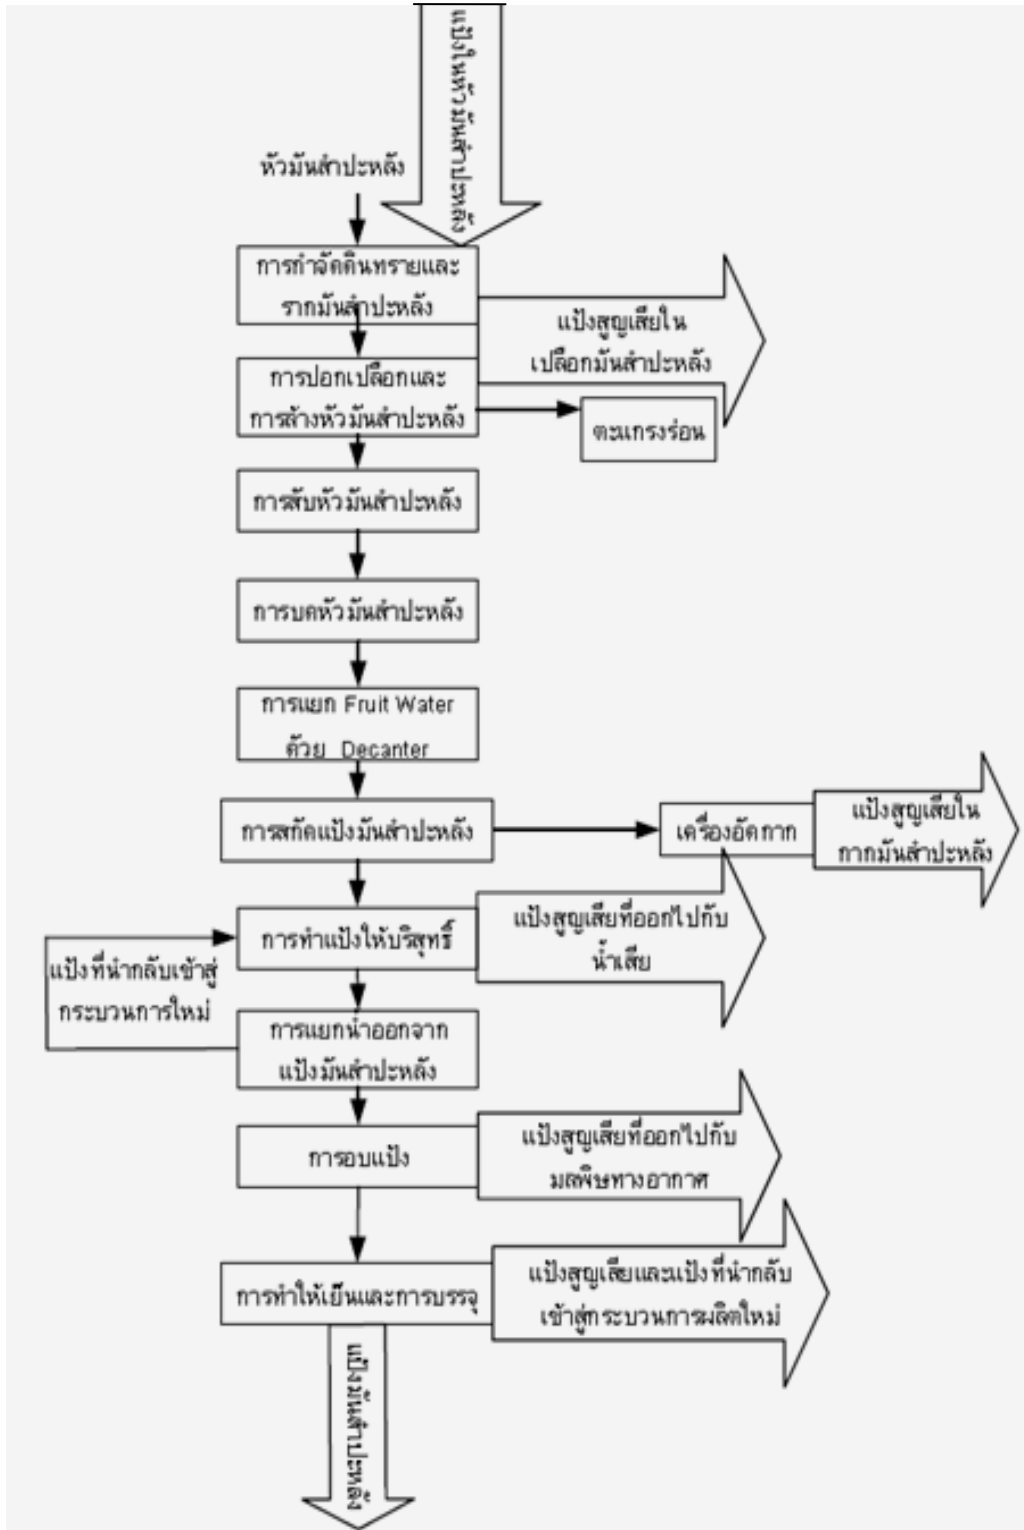 แป้งในหัวมันสำปะหลัง
หัวมันสำปะหลัง
การกำจัดดินทรายและ
รากมันสำปะหลัง
แป้งสูญเสียใน
เปลือกมันสำปะหลัง
การปอกเปลือกและ
การล้างหัวมันสำปะหลัง
ตะแกรงร่อน
การสับหัวมันสำปะหลัง
การบดหัวมันสำปะหลัง
การแยก Fruit Water
ด้วย Decanter
การสกัดแป้งมันสำปะหลัง
เครื่องอัดกาก
แป้งสูญเสียใน
กากมันสำปะหลัง
การทำแป้งให้บริสุทธิ์
แป้งสูญเสียที่ออกไปกับ
น้ำเสีย
แป้งที่นำกลับเข้าสู่
กระบวนการใหม่
การแยกน้ำออกจาก
แป้งมันสำปะหลัง
การอบแป้ง
แป้งสูญเสียที่ออกไปกับ
มลพิษทางอากาศ
การทำให้เย็นและการบรรจุ
แป้งสูญเสียและแป้งที่นำกลับ
เข้าสู่กระบวนการผลิตใหม่
แป้งมันสำปะหลัง